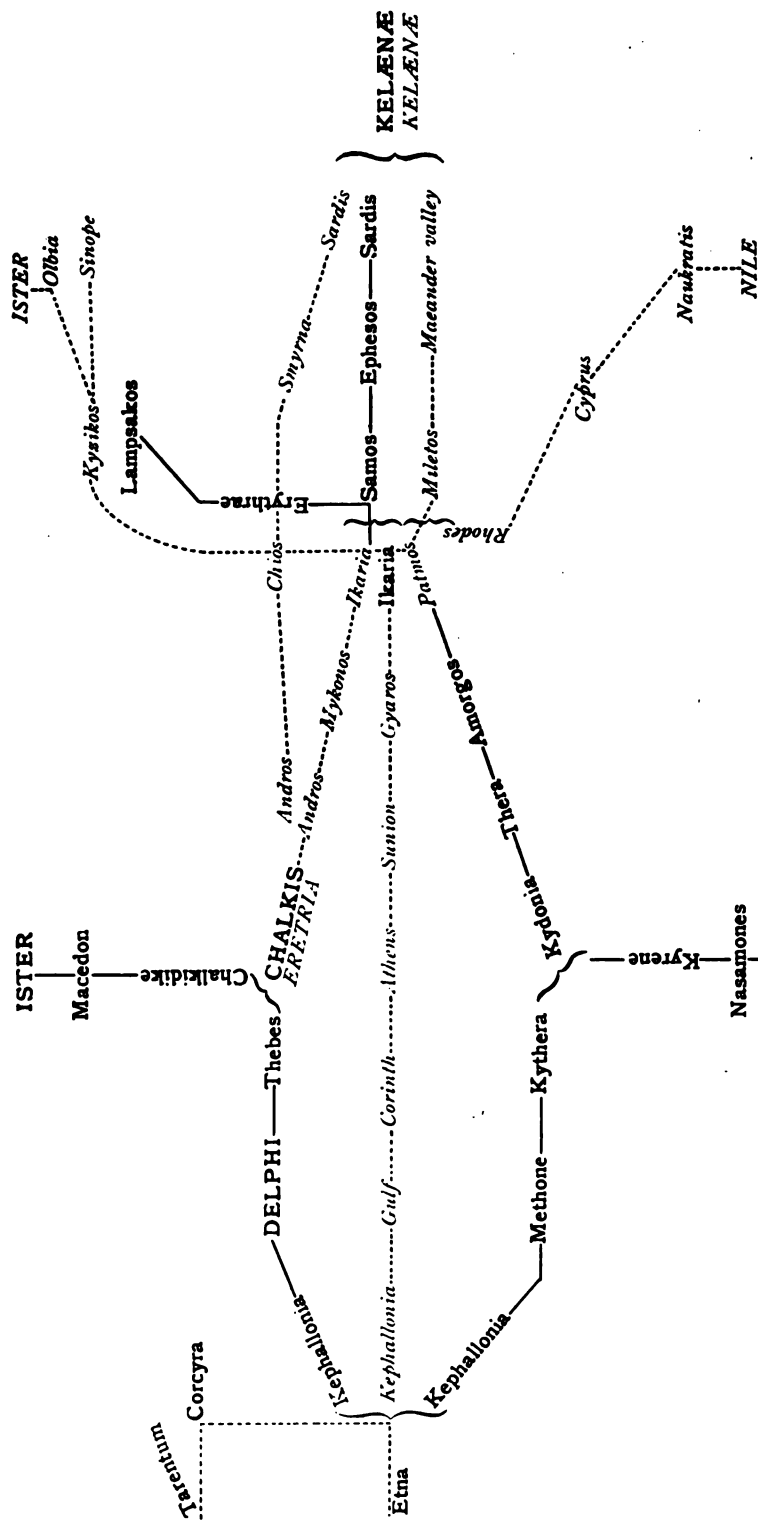 Tarentum
Corcyra
Etna
Kephallonia
DELPHI
Thebes
Chalkidike
Macedon
ISTER
CHALKIS
ERETRIA
Andros
Mykonos
Ikaria
Andros
Chios
Smyrna
Sardis
Erythrae
Lampsakos
Kyzikos
Olbia
ISTER
Sinope
Samos
Ephesos
Sardis
KELÆNÆ
KELÆNÆ
Kephallonia
Gulf
Corinth
Athens
Sunion
Gyaros
Ikaria
Kephallonia
Methone
Kythera
Kydonia
Thera
Amorgos
Patmos
Miletos
Maeander valley
Rhodes
Cyprus
Naukratis
NILE
Kyrene
Nasamones